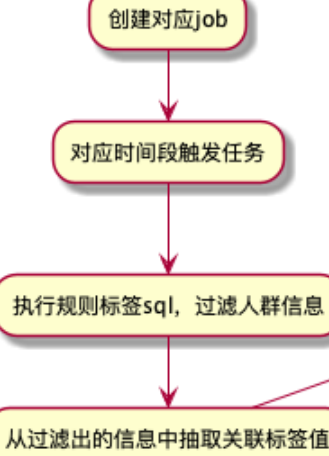 创建对应job
对应时间段触发任务
执行规则标签sql，过滤人群信息
从过滤出的信息中抽取关联标签值